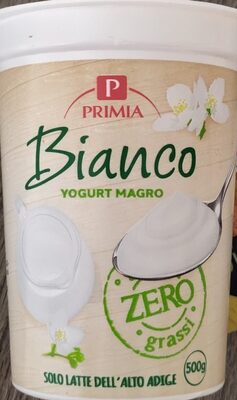 P
PRIMIA
Bianco
YOGURT MAGRO
ZERO
grassi
500g
SOLO LATTE DELL'ALTO ADIGE